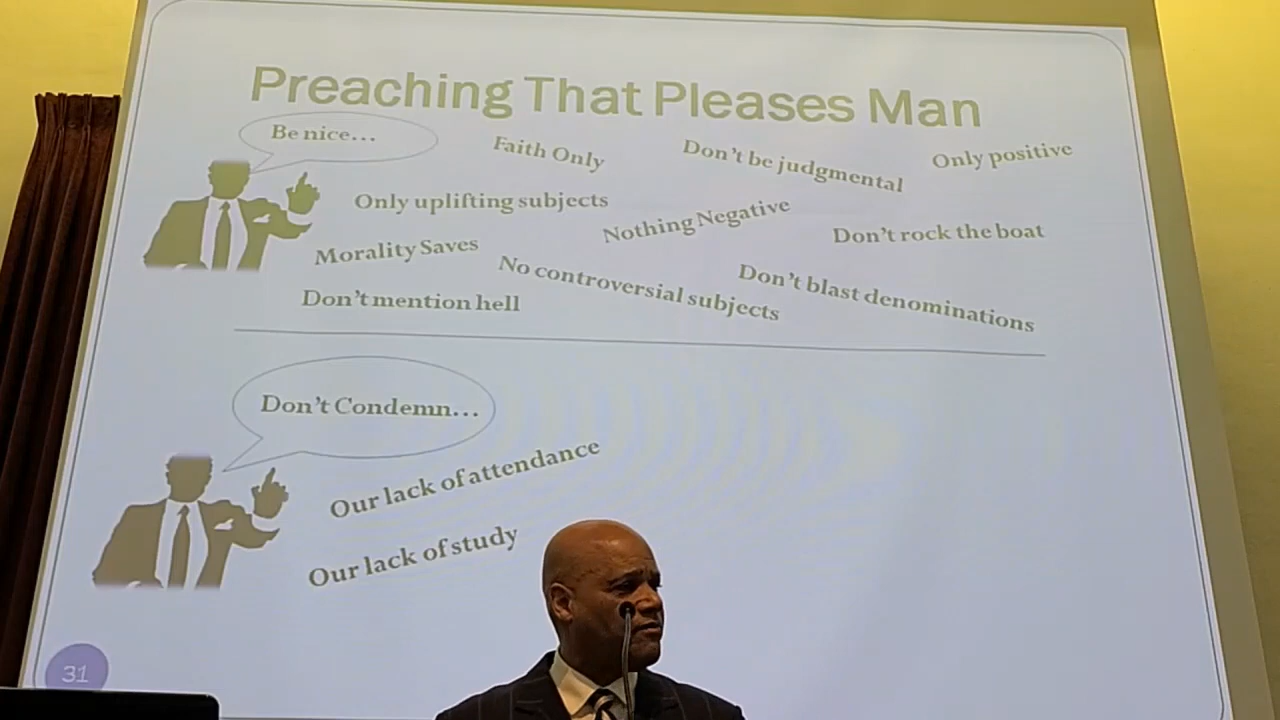 Preaching That Pleases Man
Be nice...
Faith Only
Don't be judgmental
Only positive
Only uplifting subjects
Nothing Negative
Don't rock the boat
Morality Saves
No controversial subjects
Don't blast denominations
Don't mention hell
Don't Condemn...
Our lack of attendance
Our lack of study
31